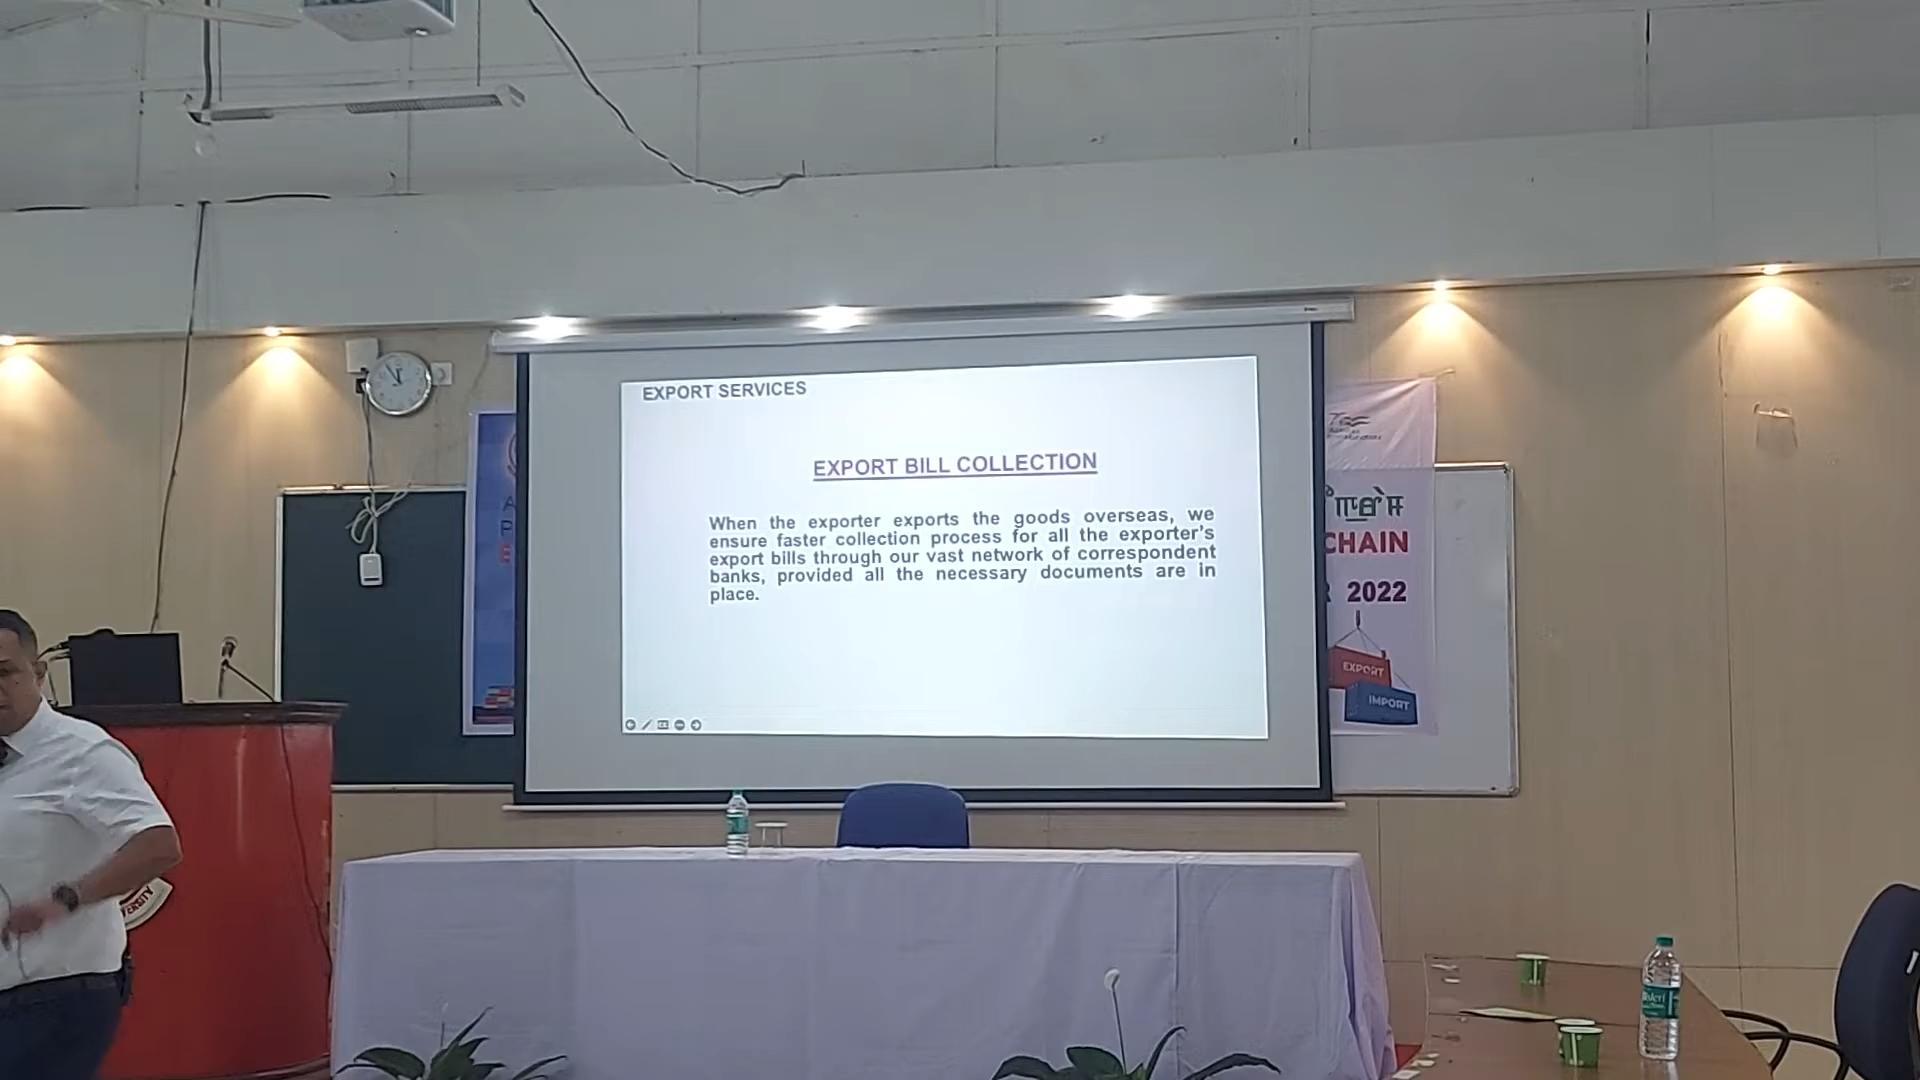 EXPORT SERVICES
EXPORT BILL COLLECTION
When the exporter exports the goods overseas, we
ensure faster collection process for all the exporter's
export bills through our vast network of correspondent
banks, provided all the necessary documents are in
place.
CHAIN
2022
EXPORT
IMPORT